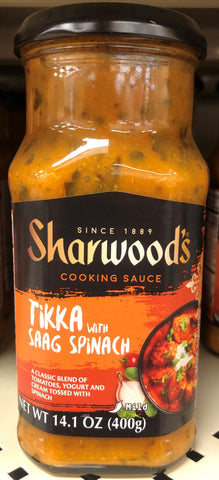 SINCE 1889
Sharwood's
COOKING SAUCE
TIKKA WITH
SAAG SPINACH
A CLASSIC BLEND OF
TOMATOES, YOGURT AND
CREAM TOSSED WITH
SPINACH
Mild
NET WT 14.1 OZ (400g)